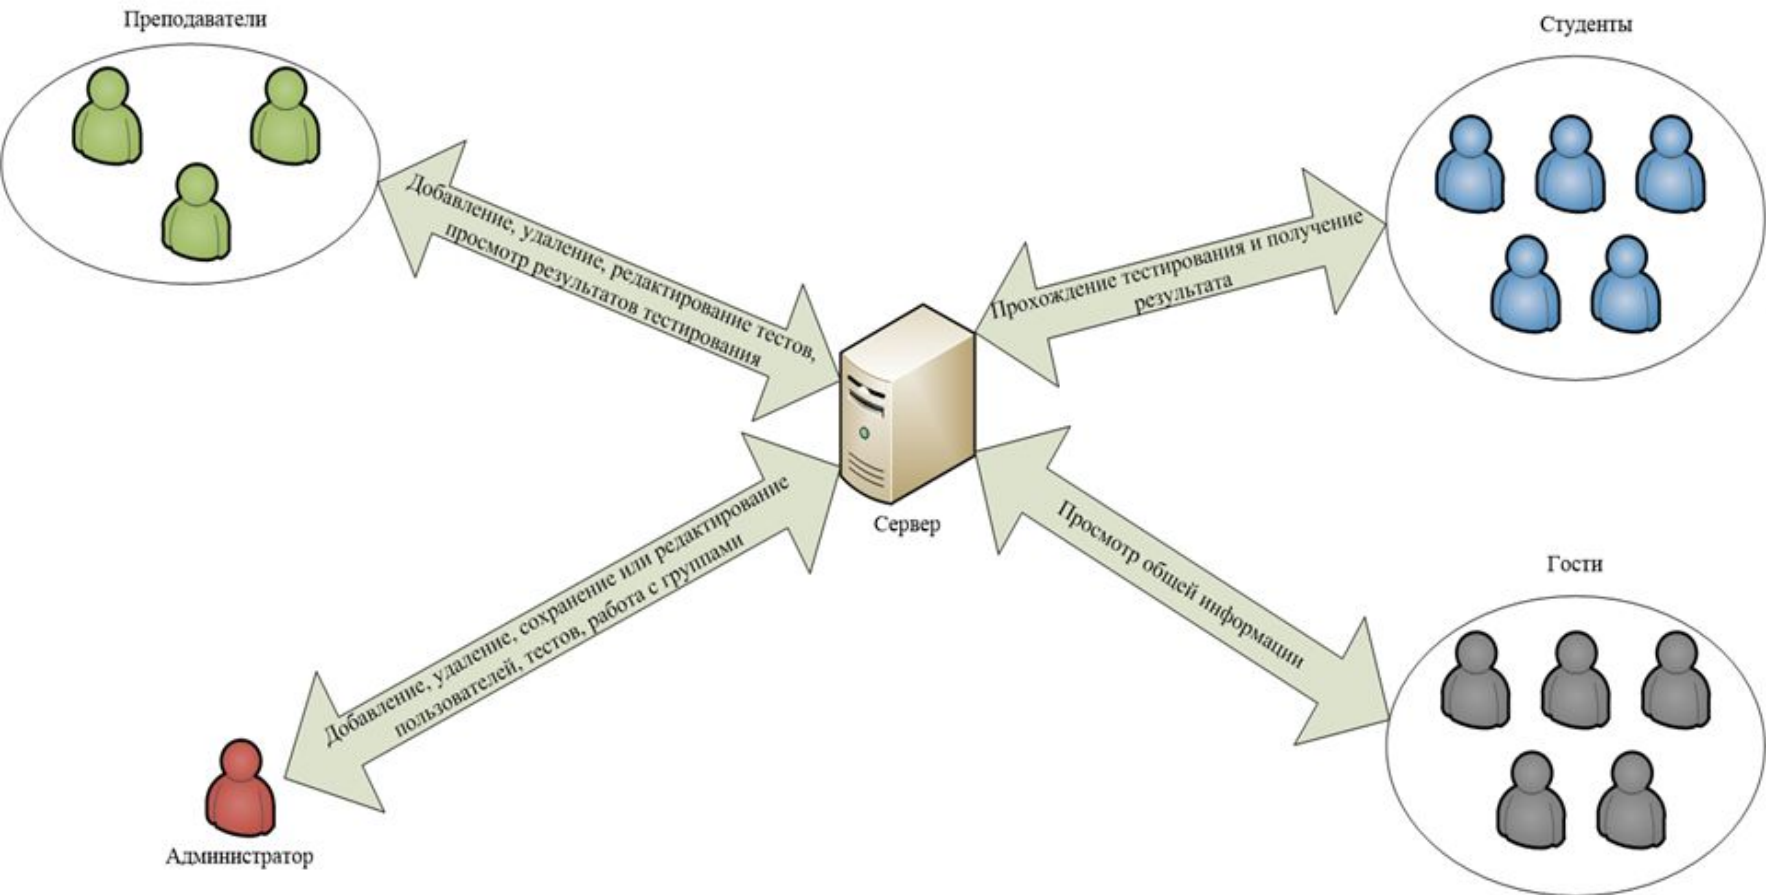 Преподаватели
Студенты
Добавление, удаление, редактирование тестов,
просмотр результатов тестирования
Прохождение тестирования и получение
результата
Сервер
Добавление, удаление, сохранение или редактирование
пользователей, тестов, работа с группами
Просмотр общей информации
Гости
Администратор